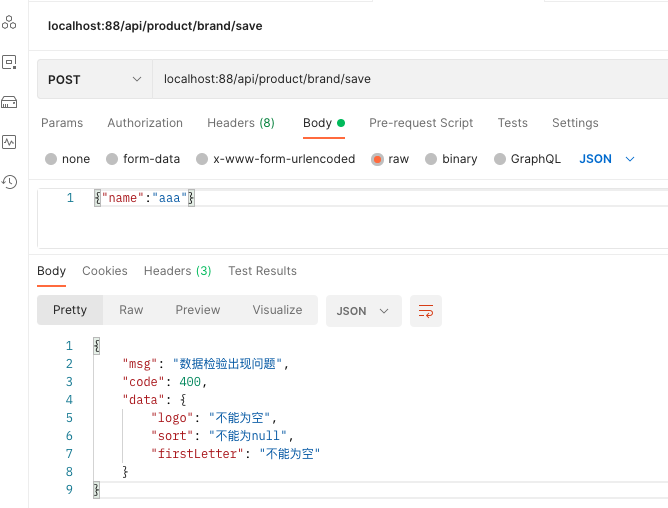 localhost:88/api/product/brand/save
POST localhost:88/api/product/brand/save
Params Authorization Headers (8) Body Pre-request Script Tests Settings
none form-data x-www-form-urlencoded raw binary GraphQL JSON
1 {"name":"aaa"}
Body Cookies Headers (3) Test Results
Pretty Raw Preview Visualize JSON
1 {
2 "msg": "数据检验出现问题",
3 "code": 400,
4 "data": {
5 "logo": "不能为空",
6 "sort": "不能为null",
7 "firstLetter": "不能为空"
8 }
9 }